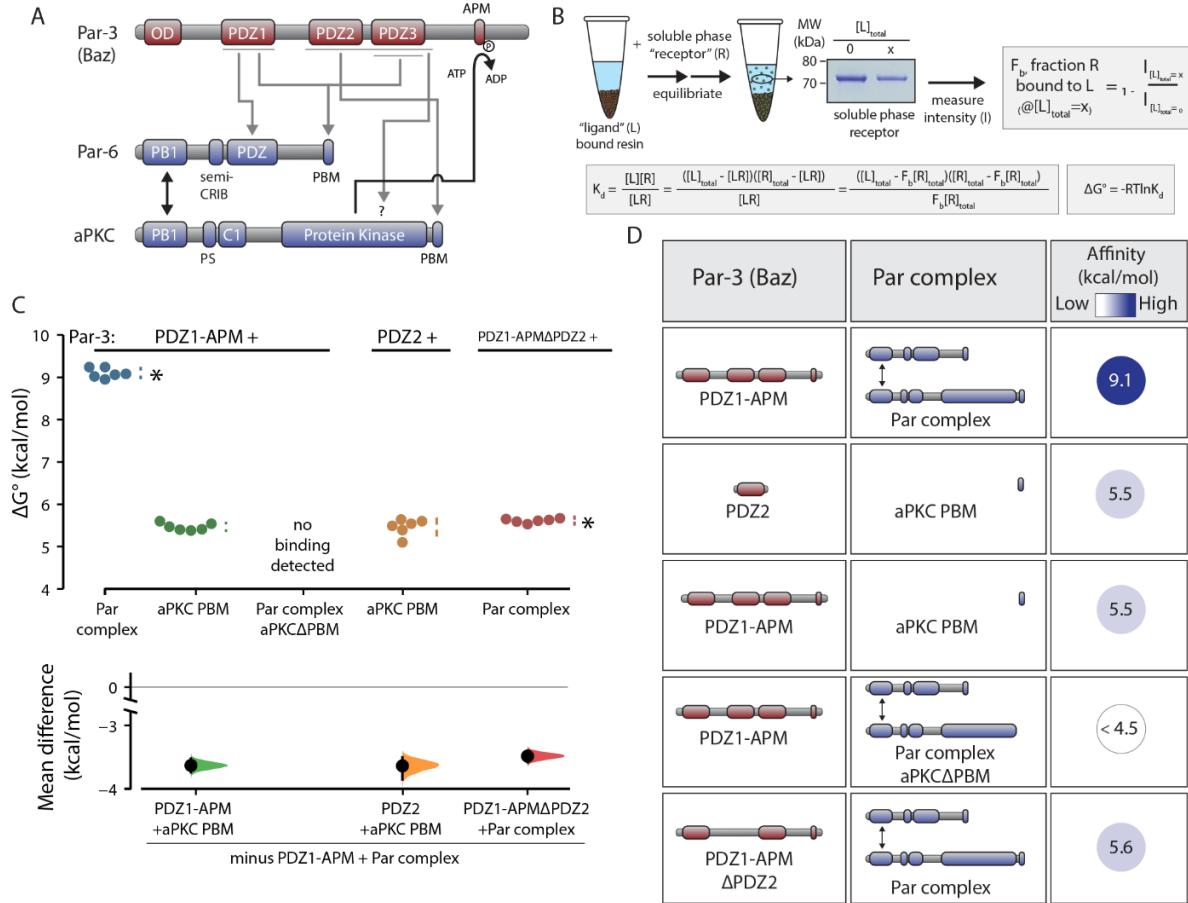 A
Par-3
(Baz)
OD
PDZ1
PDZ2
PDZ3
APM
P
ATP
ADP
Par-6
PB1
semi-
CRIB
PDZ
PBM
?
aPKC
PB1
PS
C1
Protein Kinase
PBM
B
+
soluble phase
"receptor" (R)
equilibriate
"ligand" (L)
bound resin
MW
(kDa)
[L]total
0
x
80
70
soluble phase
receptor
measure
intensity (I)
Fb, fraction R
bound to L
(@[L]total=x)
= 1 - I[L]total = x / I[L]total = 0
Kd = [L][R] / [LR] = ([L]total - [LR])([R]total - [LR]) / [LR] = ([L]total - Fb[R]total)([R]total - Fb[R]total) / Fb[R]total
ΔG° = -RTlnKd
C
Par-3:
PDZ1-APM +
PDZ2 +
PDZ1-APMΔPDZ2 +
ΔG° (kcal/mol)
10
9
8
7
6
5
4
*
*
no
binding
detected
Par
complex
aPKC PBM
Par complex
aPKCΔPBM
aPKC PBM
Par complex
Mean difference
(kcal/mol)
0
−3
−4
PDZ1-APM
+aPKC PBM
PDZ2
+aPKC PBM
PDZ1-APMΔPDZ2
+Par complex
minus PDZ1-APM + Par complex
D
Par-3 (Baz)
Par complex
Affinity
(kcal/mol)
Low
High
PDZ1-APM
Par complex
9.1
PDZ2
aPKC PBM
5.5
PDZ1-APM
aPKC PBM
5.5
PDZ1-APM
Par complex
aPKCΔPBM
< 4.5
PDZ1-APM
ΔPDZ2
Par complex
5.6